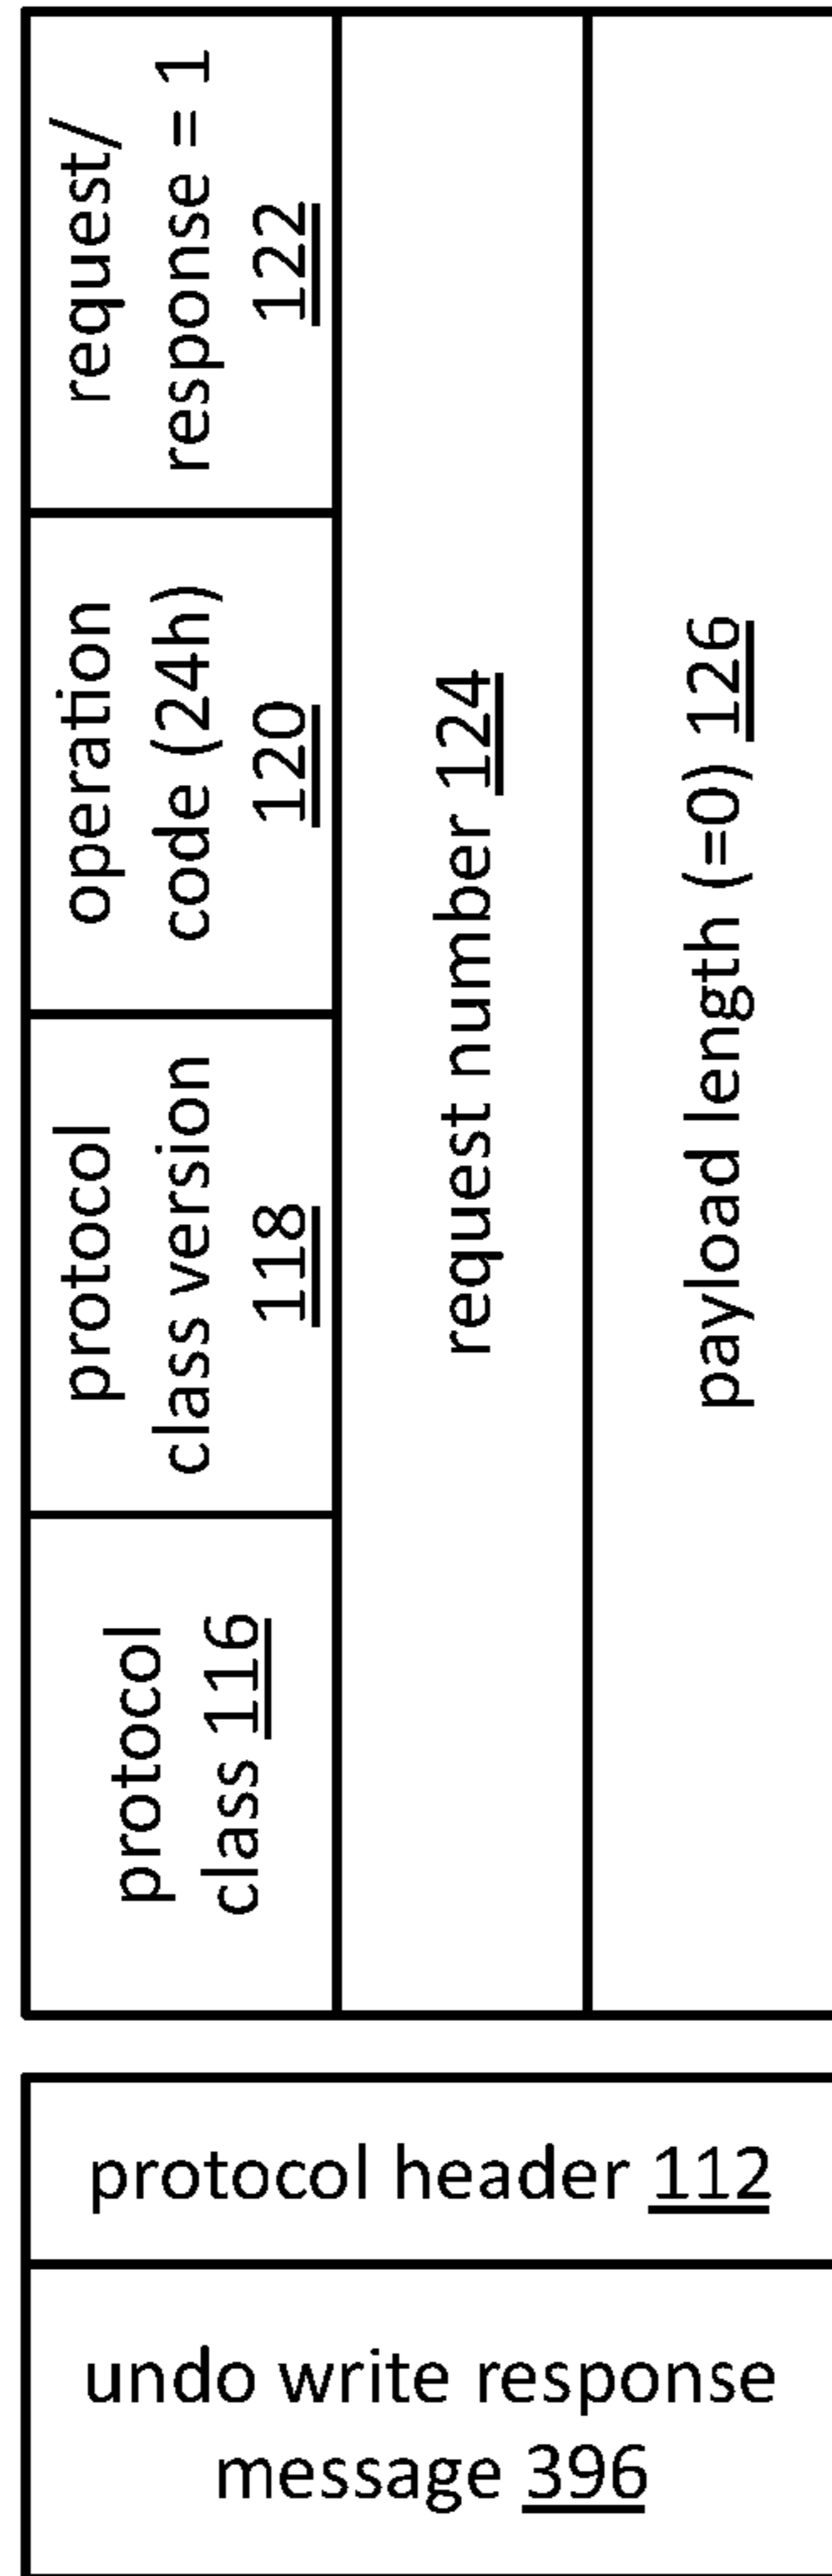 undo write response
message 396
protocol header 112
protocol
class 116
protocol
class version
118
operation
code (24h)
120
request/
response = 1
122
request number 124
payload length (=0) 126